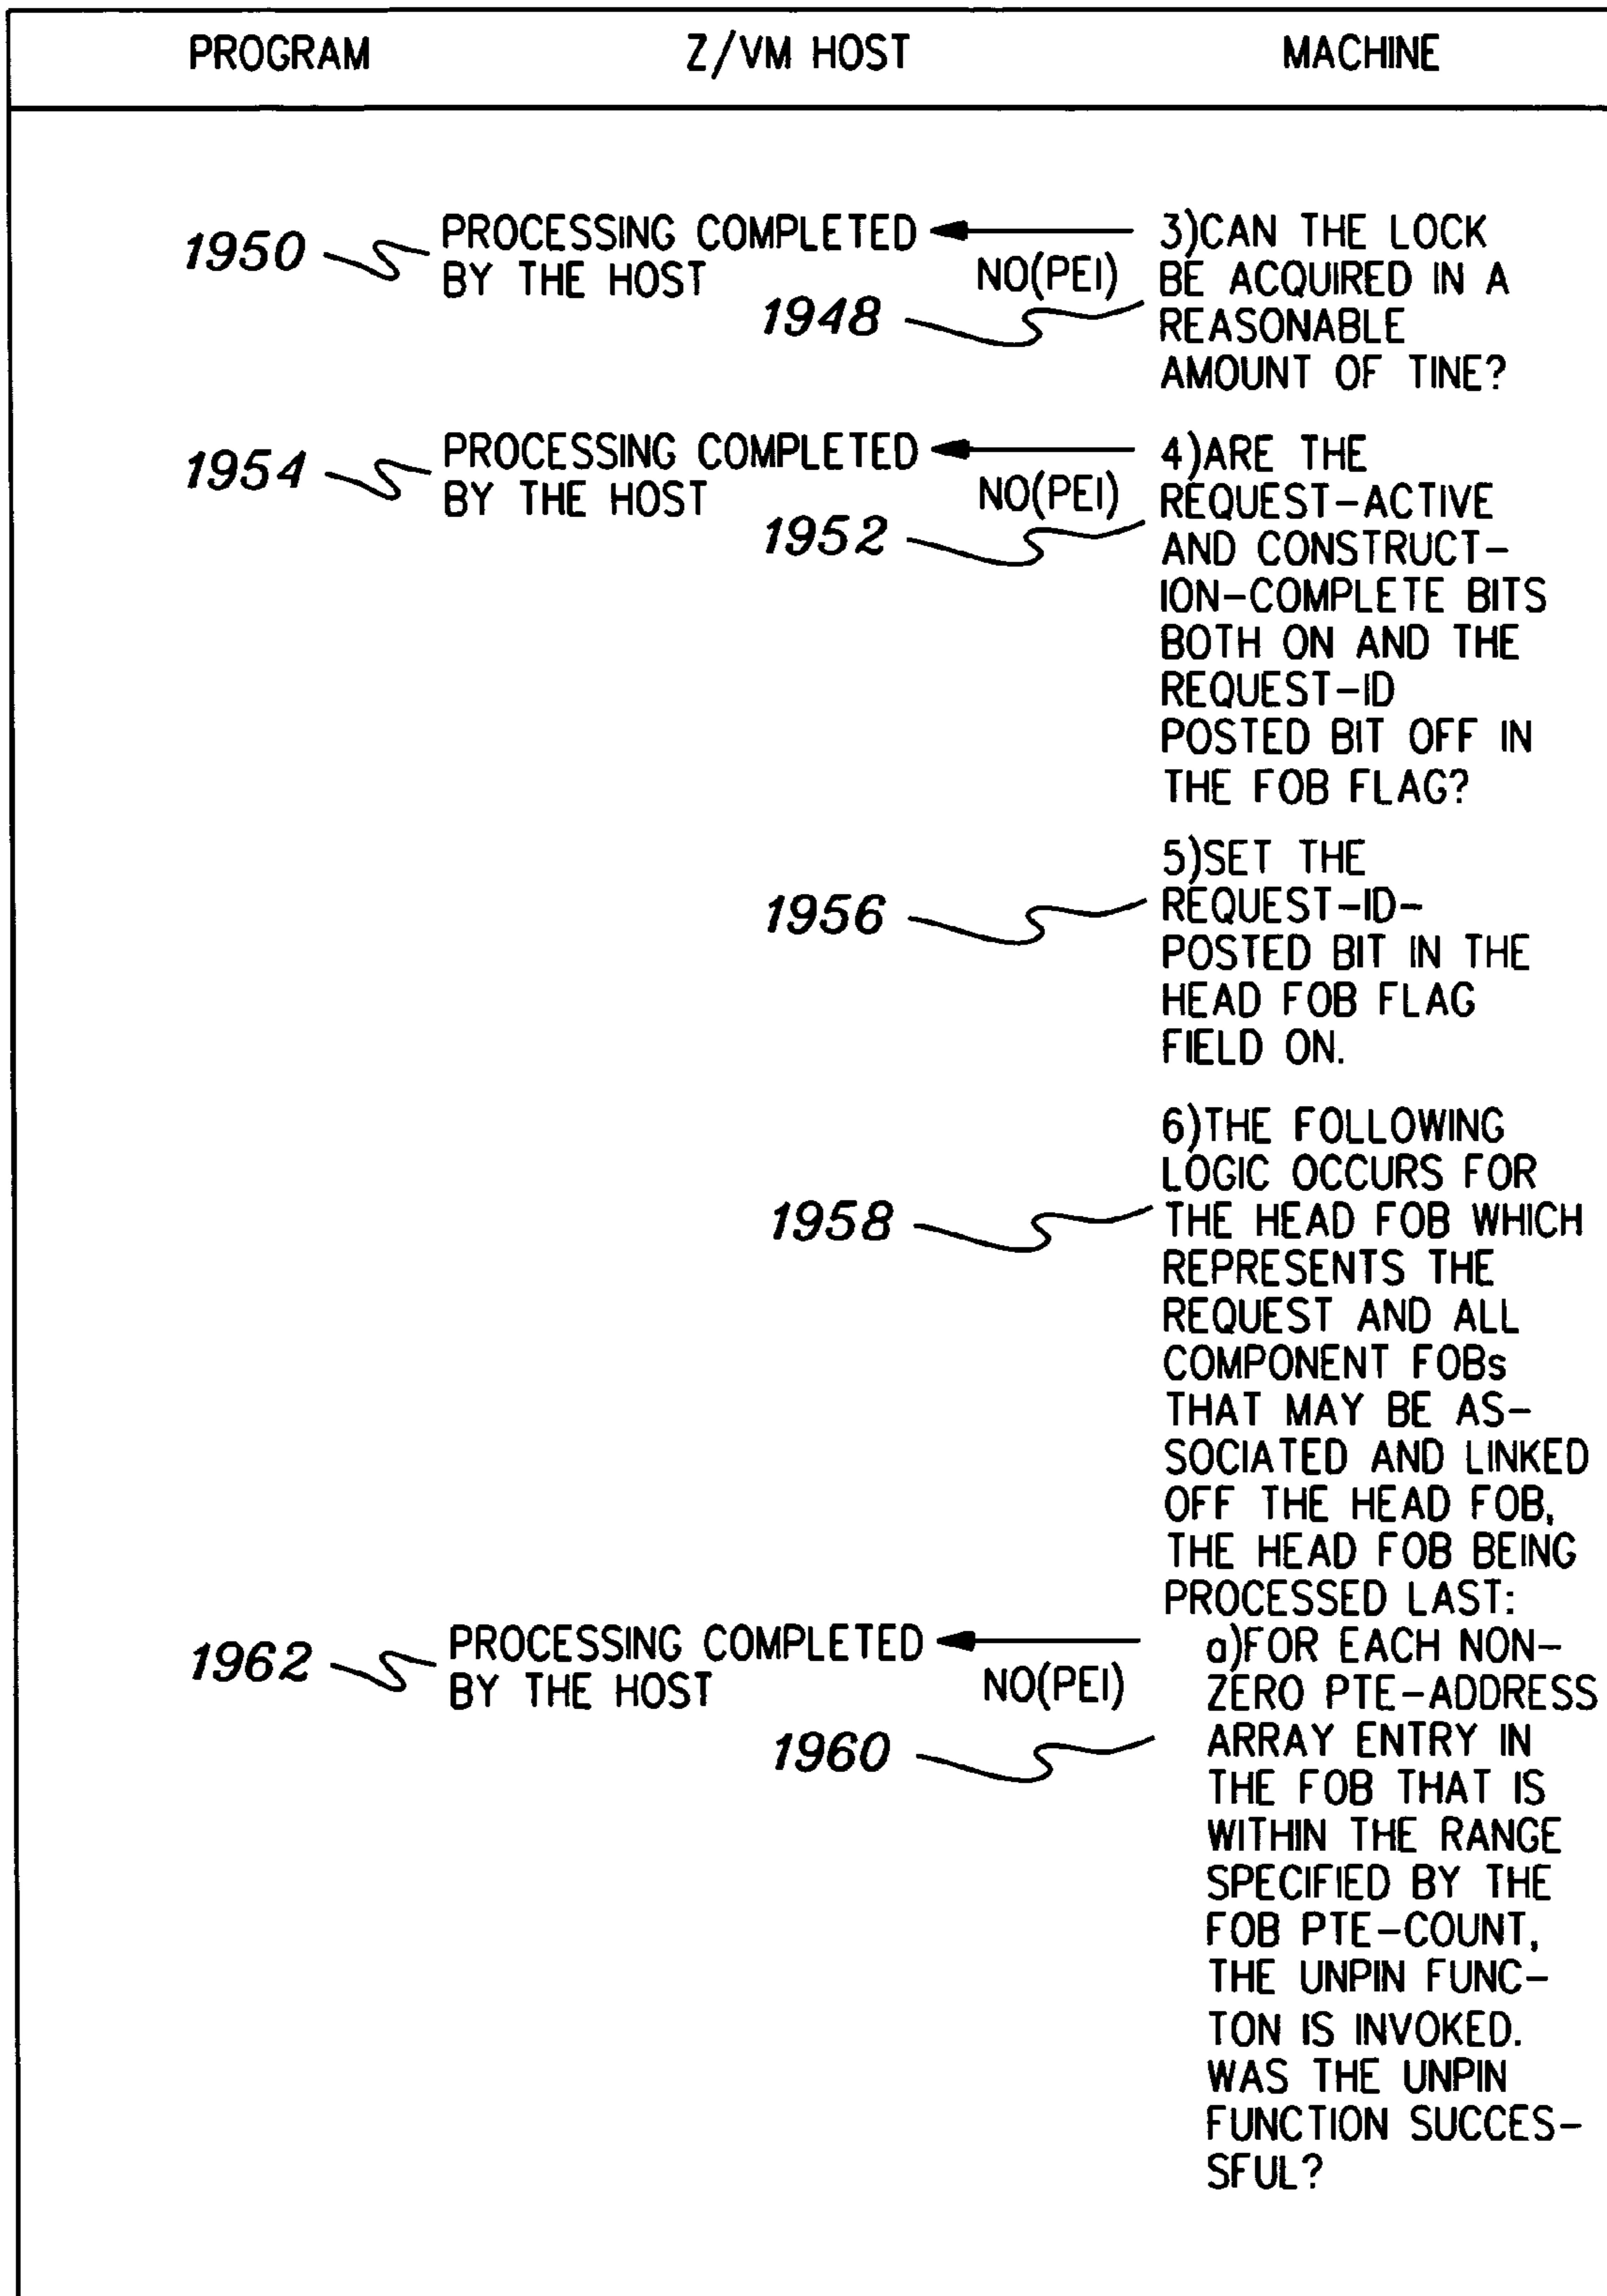 PROGRAM Z/VM HOST MACHINE
1950 PROCESSING COMPLETED
BY THE HOST
NO(PEI)
1948
3)CAN THE LOCK
BE ACQUIRED IN A
REASONABLE
AMOUNT OF TINE?
1954 PROCESSING COMPLETED
BY THE HOST
NO(PEI)
1952
4)ARE THE
REQUEST-ACTIVE
AND CONSTRUCT-
ION-COMPLETE BITS
BOTH ON AND THE
REQUEST-ID
POSTED BIT OFF IN
THE FOB FLAG?
1956
5)SET THE
REQUEST-ID-
POSTED BIT IN THE
HEAD FOB FLAG
FIELD ON.
1958
6)THE FOLLOWING
LOGIC OCCURS FOR
THE HEAD FOB WHICH
REPRESENTS THE
REQUEST AND ALL
COMPONENT FOBs
THAT MAY BE AS-
SOCIATED AND LINKED
OFF THE HEAD FOB,
THE HEAD FOB BEING
PROCESSED LAST:
1962 PROCESSING COMPLETED
BY THE HOST
NO(PEI)
1960
a)FOR EACH NON-
ZERO PTE-ADDRESS
ARRAY ENTRY IN
THE FOB THAT IS
WITHIN THE RANGE
SPECIFIED BY THE
FOB PTE-COUNT,
THE UNPIN FUNC-
TON IS INVOKED.
WAS THE UNPIN
FUNCTION SUCCES-
SFUL?